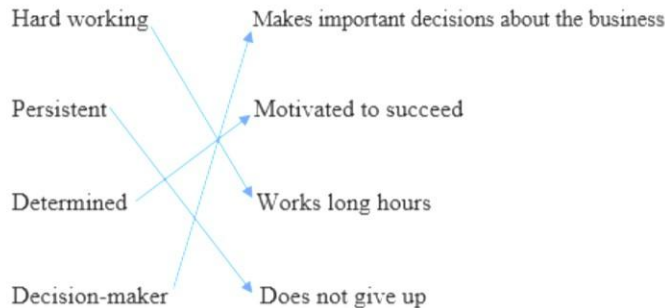 Hard working Makes important decisions about the business
Persistent Motivated to succeed
Determined Works long hours
Decision-maker Does not give up